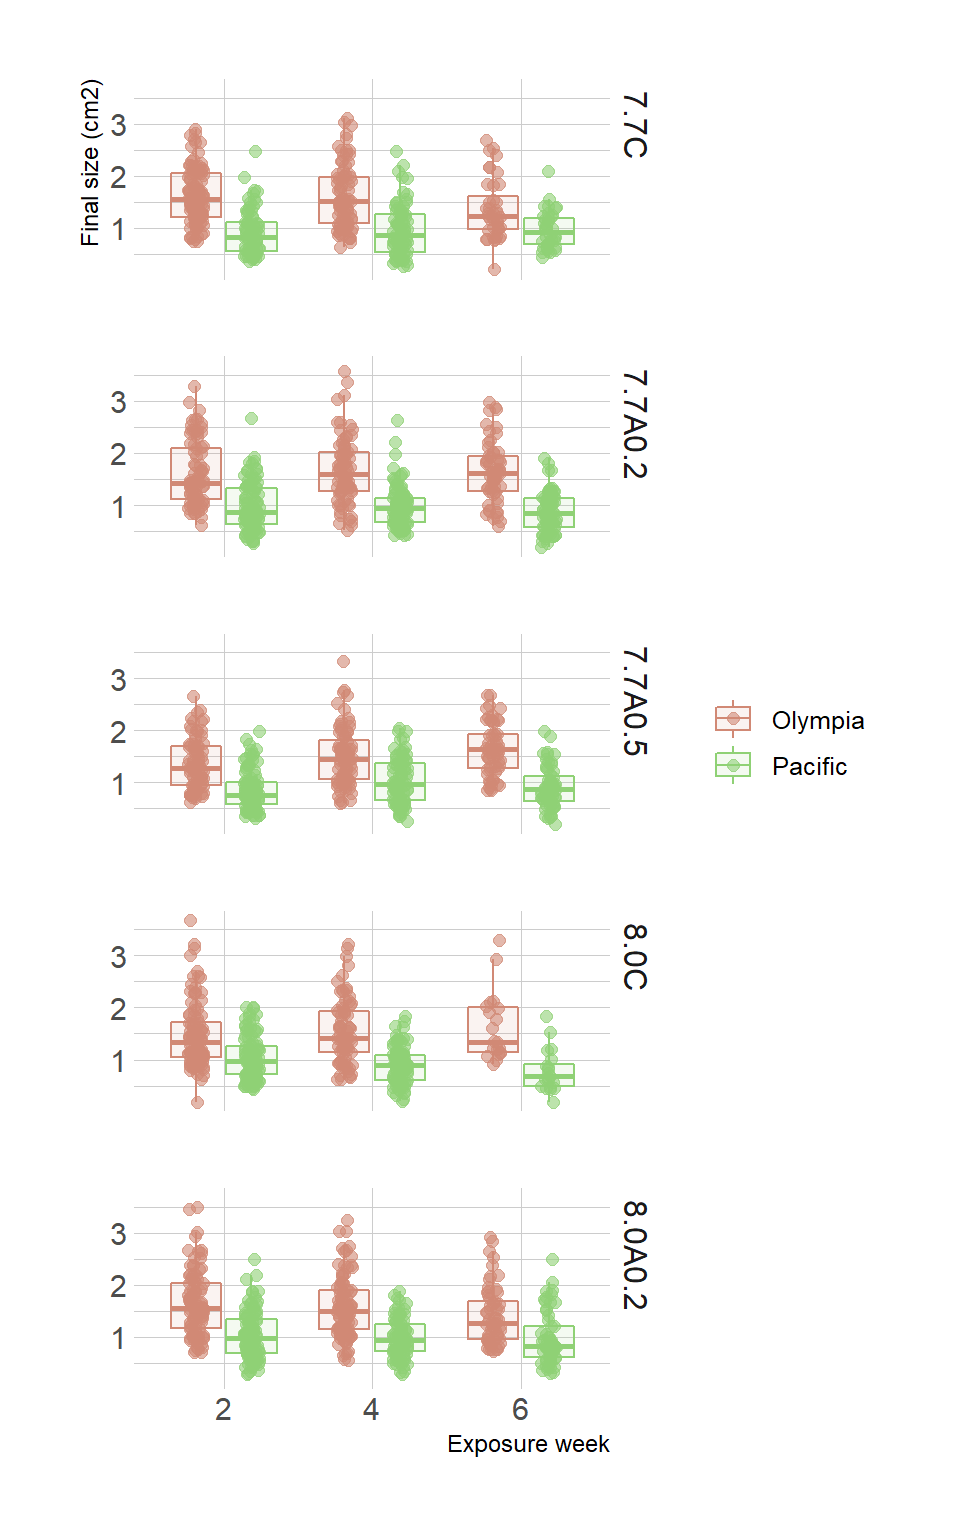 Final size (cm2)
3
2
1
7.7C
3
2
1
7.7A0.2
3
2
1
7.7A0.5
Olympia
Pacific
3
2
1
8.0C
3
2
1
8.0A0.2
2 4 6
Exposure week